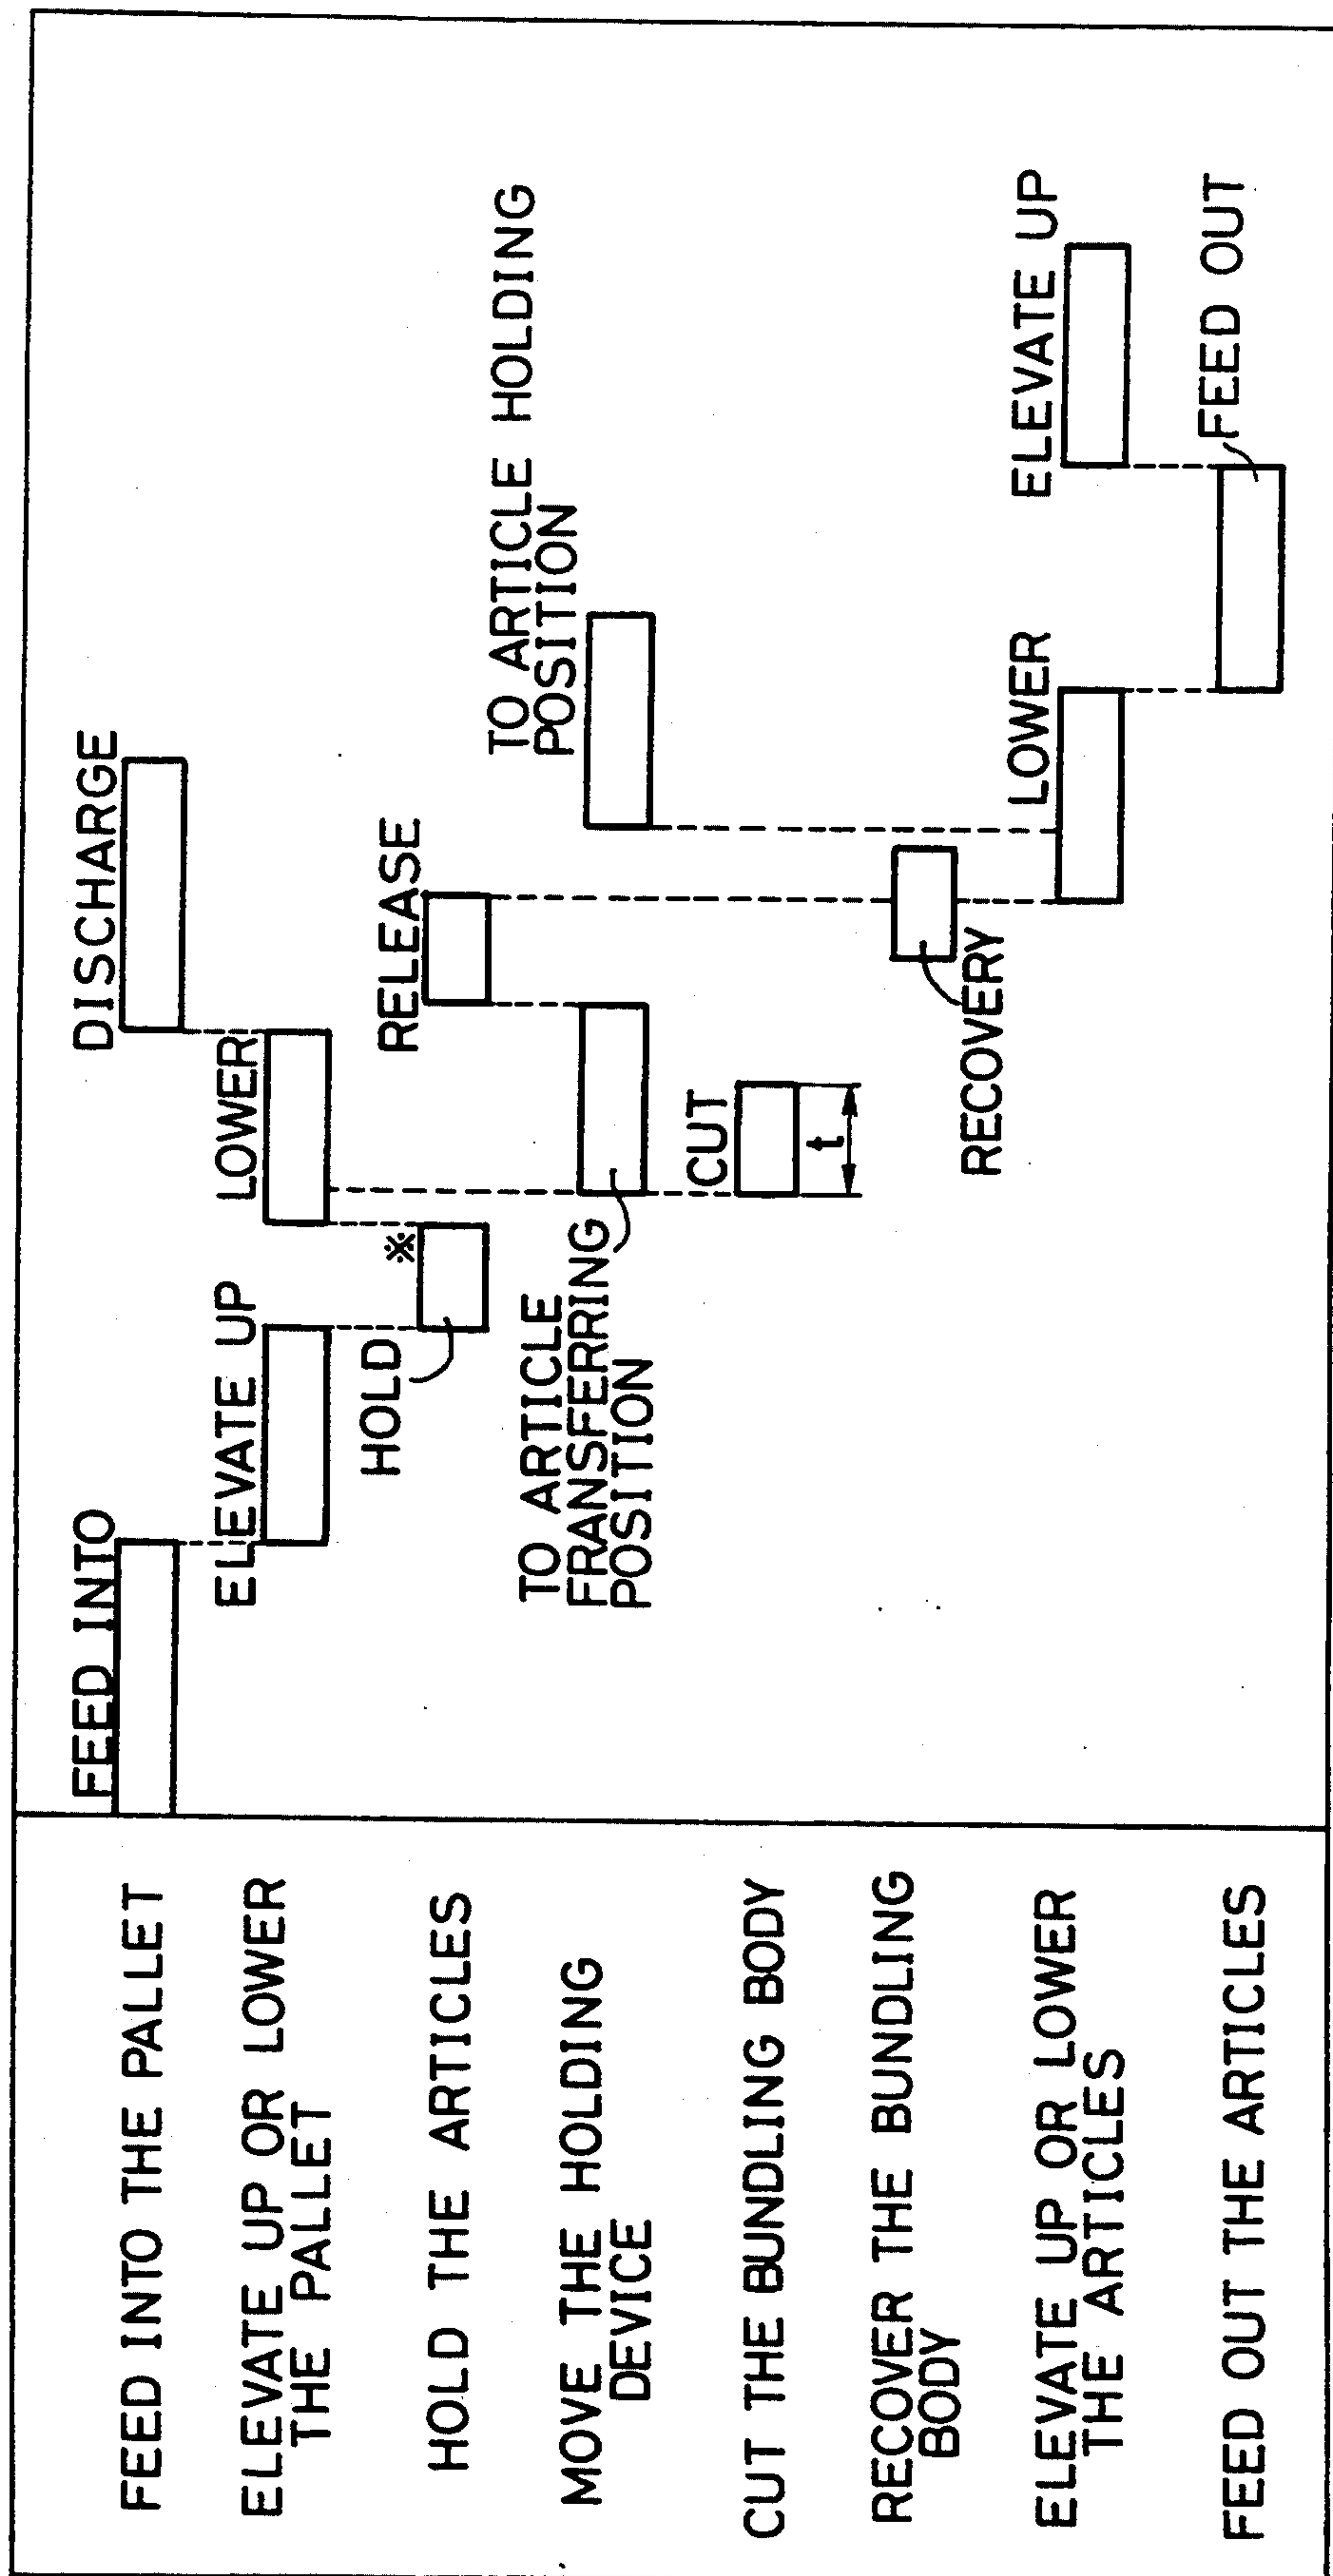 FEED INTO THE PALLET
ELEVATE UP OR LOWER
THE PALLET
HOLD THE ARTICLES
MOVE THE HOLDING
DEVICE
CUT THE BUNDLING BODY
RECOVER THE BUNDLING
BODY
ELEVATE UP OR LOWER
THE ARTICLES
FEED OUT THE ARTICLES
FEED INTO
DISCHARGE
ELEVATE UP
LOWER
HOLD
※
RELEASE
TO ARTICLE
FRANSFERRING
POSITION
TO ARTICLE HOLDING
POSITION
CUT
t
RECOVERY
LOWER
ELEVATE UP
FEED OUT